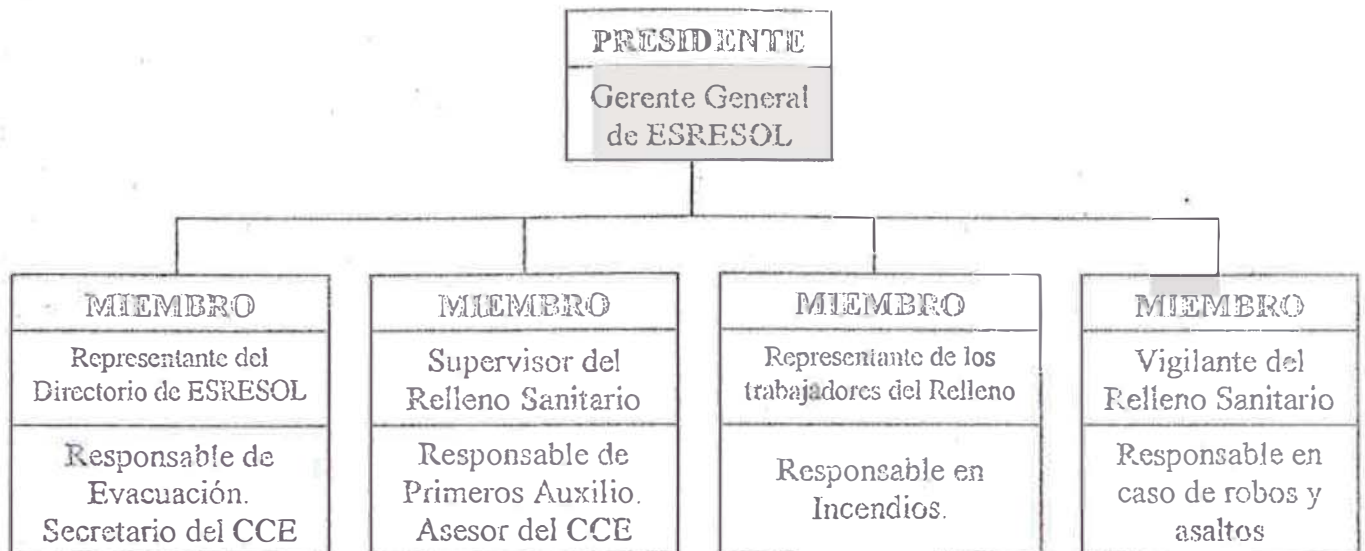 PRESIDENTE
Gerente General
de ESRESOL
MIEMBRO
Representante del
Directorio de ESRESOL
Responsable de
Evacuación.
Secretario del CCE
MIEMBRO
Supervisor del
Relleno Sanitario
Responsable de
Primeros Auxilio.
Asesor del CCE
MIEMBRO
Representante de los
trabajadores del Relleno
Responsable en
Incendios.
MIEMBRO
Vigilante del
Relleno Sanitario
Responsable en
caso de robos y
asaltos